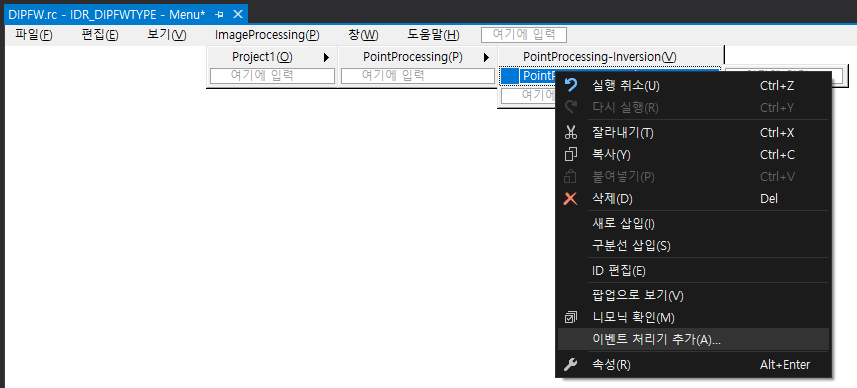 DIPFW.rc - IDR_DIPFWTYPE - Menu*
파일(F) 편집(E) 보기(V) ImageProcessing(P) 창(W) 도움말(H) 여기에 입력
Project1(O) PointProcessing(P) PointProcessing-Inversion(V)
여기에 입력 여기에 입력
여기에
실행 취소(U) Ctrl+Z
다시 실행(R) Ctrl+Y
잘라내기(T) Ctrl+X
복사(Y) Ctrl+C
붙여넣기(P) Ctrl+V
삭제(D) Del
새로 삽입(I)
구분선 삽입(S)
ID 편집(E)
팝업으로 보기(V)
니모닉 확인(M)
이벤트 처리기 추가(A)...
속성(R) Alt+Enter